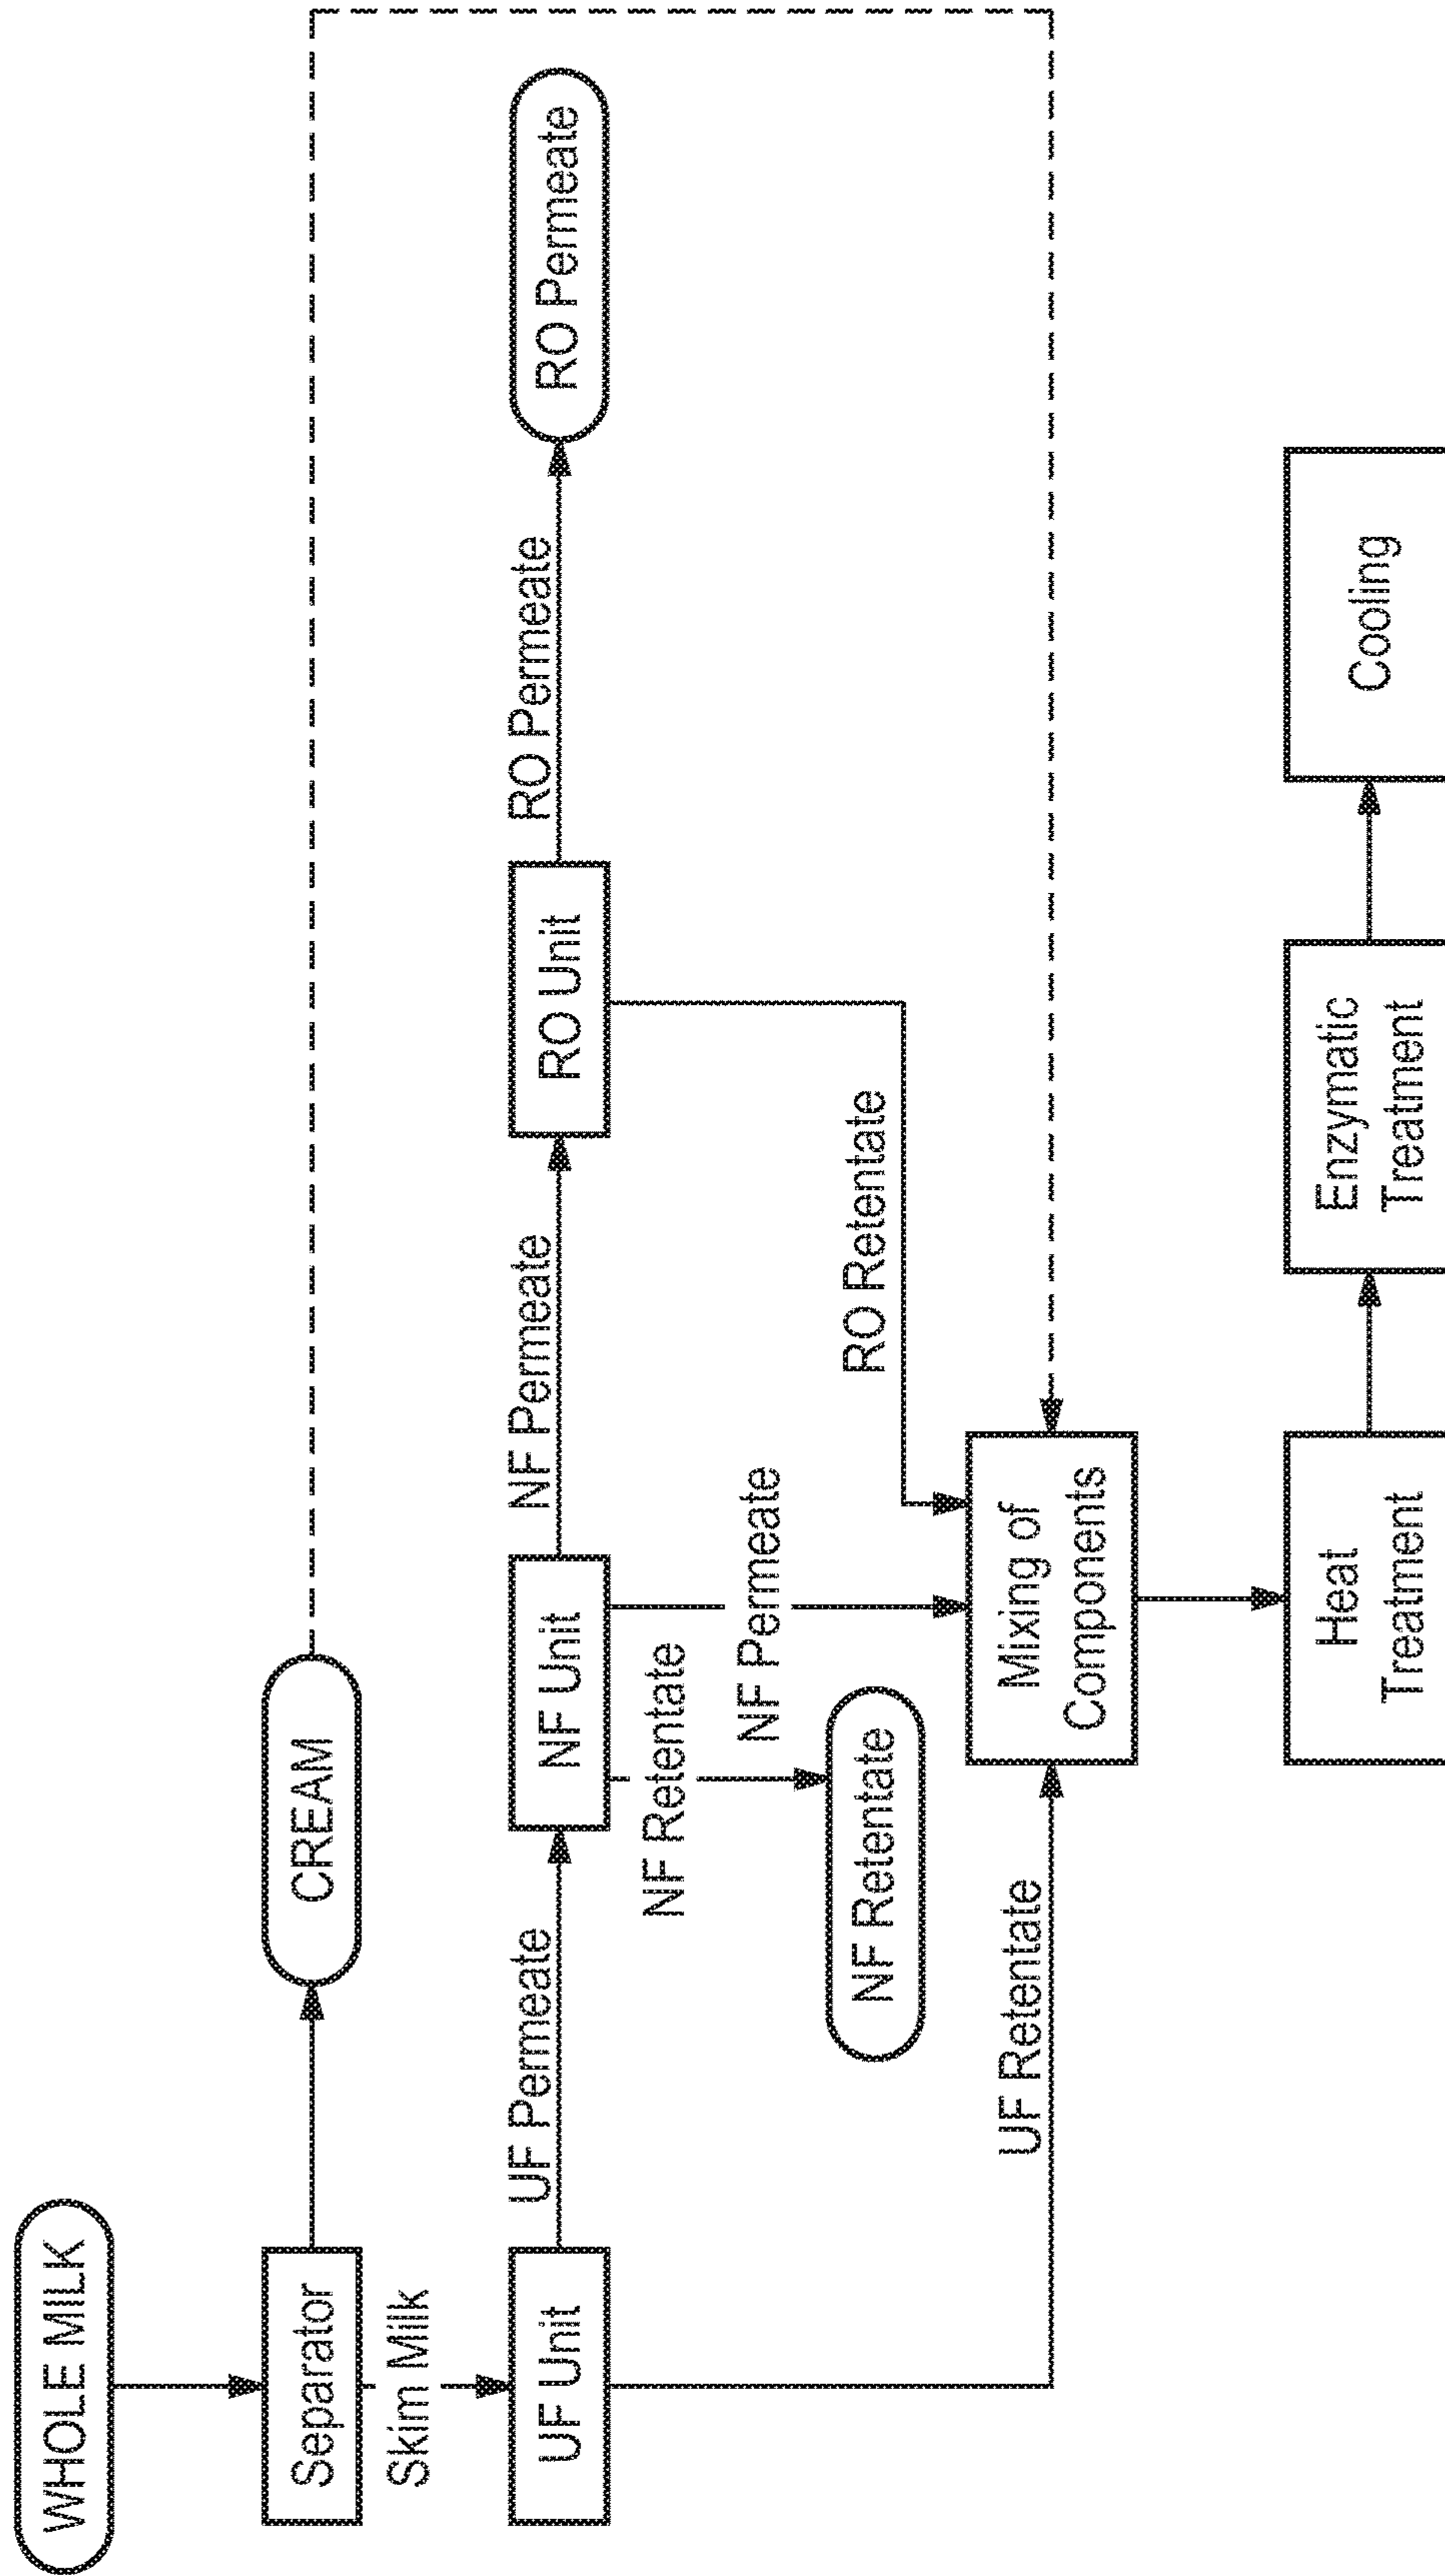 WHOLE MILK
Separator
CREAM
Skim Milk
UF Unit
UF Permeate
NF Unit
NF Permeate
RO Unit
RO Permeate
RO Permeate
NF Retentate
NF Permeate
RO Retentate
NF Retentate
UF Retentate
Mixing of
Components
Heat
Treatment
Enzymatic
Treatment
Cooling